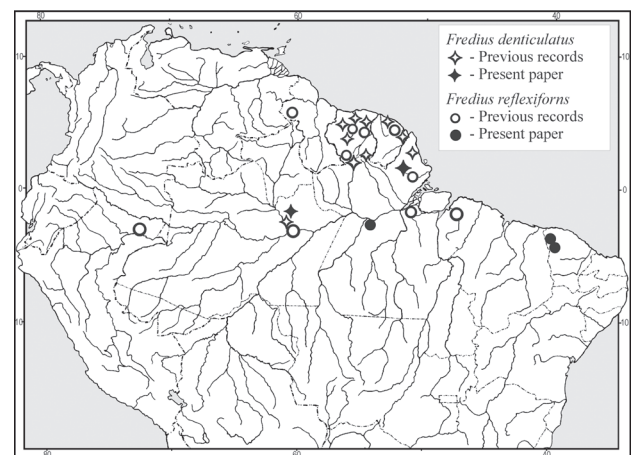 80
60
40
Fredius denticulatus
- Previous records
- Present paper
Fredius reflexiforns
- Previous records
- Present paper
10
10
0
0
10
10
80
60
40